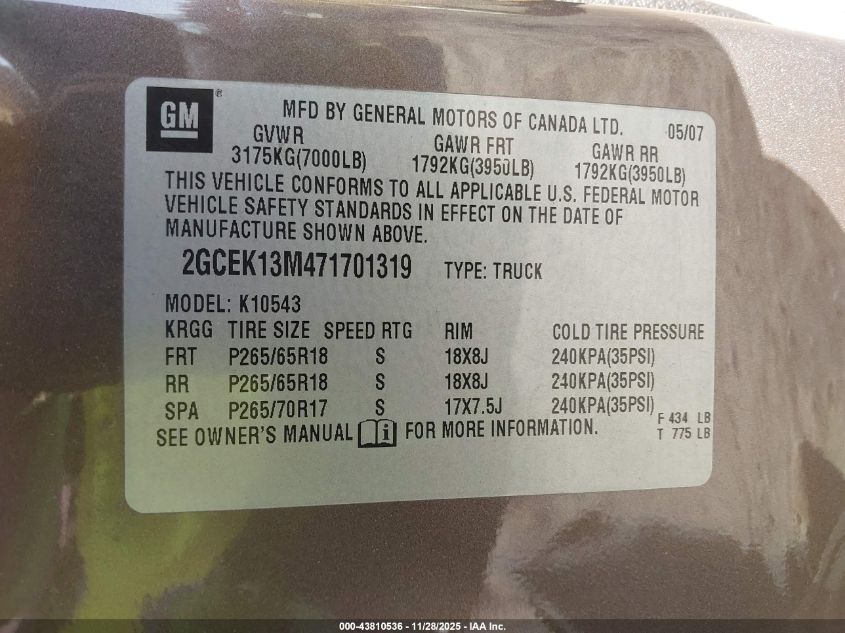 GM ®
MFD BY GENERAL MOTORS OF CANADA LTD. 05/07
GVWR GAWR FRT GAWR RR
3175KG(7000LB) 1792KG(3950LB) 1792KG(3950LB)
THIS VEHICLE CONFORMS TO ALL APPLICABLE U.S. FEDERAL MOTOR
VEHICLE SAFETY STANDARDS IN EFFECT ON THE DATE OF
MANUFACTURE SHOWN ABOVE.
2GCEK13M471701319 TYPE: TRUCK
MODEL: K10543
KRGG TIRE SIZE SPEED RTG RIM COLD TIRE PRESSURE
FRT P265/65R18 S 18X8J 240KPA(35PSI)
RR P265/65R18 S 18X8J 240KPA(35PSI)
SPA P265/70R17 S 17X7.5J 240KPA(35PSI)
F 434 LB
SEE OWNER'S MANUAL i FOR MORE INFORMATION.
T 775 LB
000-43810536 | 11/28/2025 - IAA Inc.